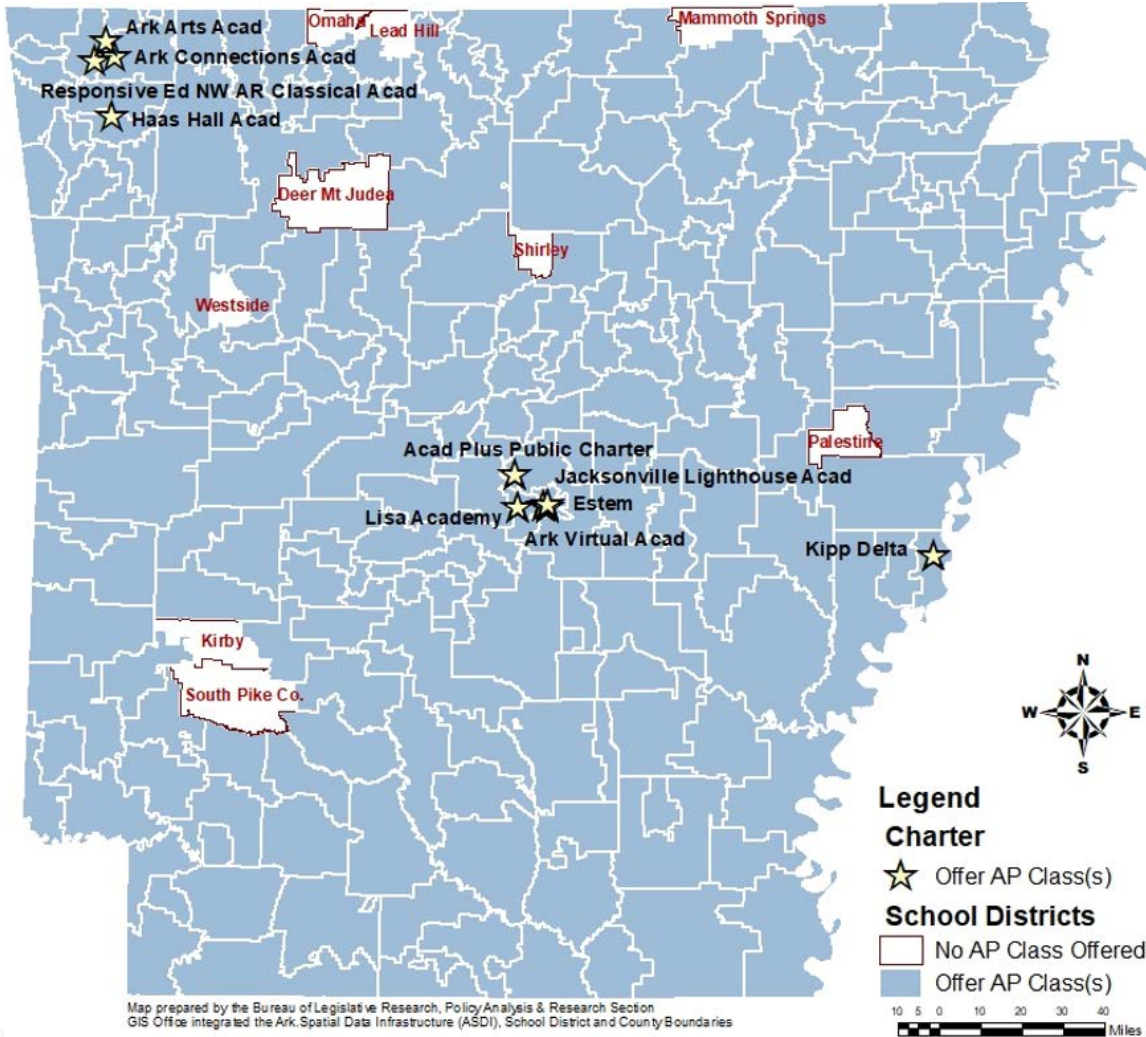 Ark Arts Acad
Omaha
Lead Hill
Mammoth Springs
Ark Connections Acad
Responsive Ed NW AR Classical Acad
Haas Hall Acad
Deer Mt Judea
Shirley
Westside
Palestine
Acad Plus Public Charter
Jacksonville Lighthouse Acad
Lisa Academy
Estem
Ark Virtual Acad
Kipp Delta
Kirby
South Pike Co.
N
W
E
S
Legend
Charter
Offer AP Class(s)
School Districts
No AP Class Offered
Offer AP Class(s)
Map prepared by the Bureau of Legislative Research, Policy Analysis & Research Section
GIS Office integrated the Ark.Spatial Data Infrastructure (ASDI), School District and County Boundaries
10 5 0 10 20 30 40
Miles